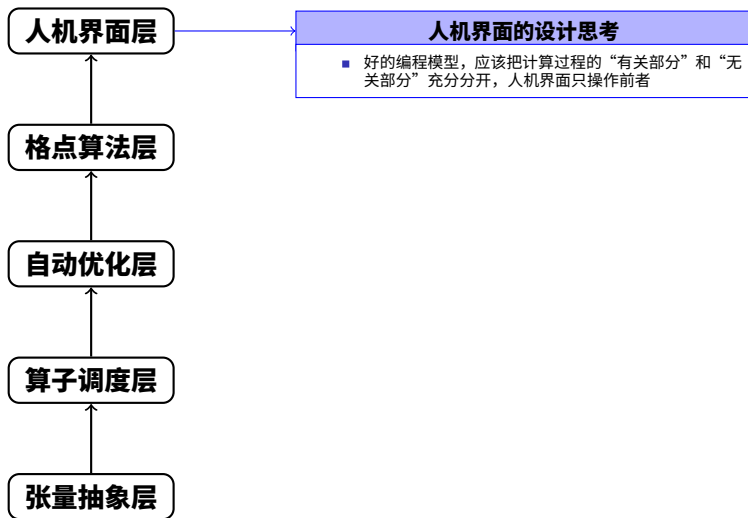 人机界面层
人机界面的设计思考
好的编程模型，应该把计算过程的“有关部分”和“无
关部分”充分分开，人机界面只操作前者
格点算法层
自动优化层
算子调度层
张量抽象层